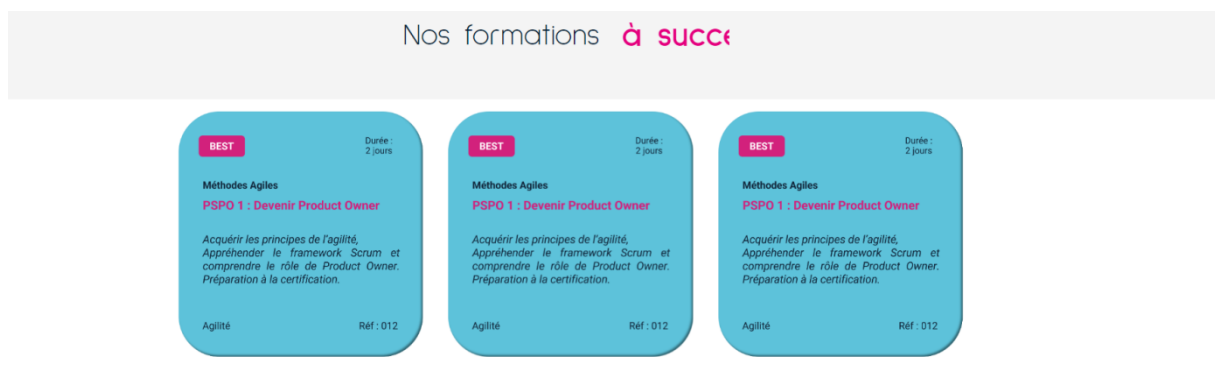 Nos formations à succe
BEST
Durée :
2 jours
Méthodes Agiles
PSPO 1 : Devenir Product Owner
Acquérir les principes de l'agilité,
Appréhender le framework Scrum et
comprendre le rôle de Product Owner.
Préparation à la certification.
Agilité
Réf : 012
BEST
Durée :
2 jours
Méthodes Agiles
PSPO 1 : Devenir Product Owner
Acquérir les principes de l'agilité,
Appréhender le framework Scrum et
comprendre le rôle de Product Owner.
Préparation à la certification.
Agilité
Réf : 012
BEST
Durée :
2 jours
Méthodes Agiles
PSPO 1 : Devenir Product Owner
Acquérir les principes de l'agilité,
Appréhender le framework Scrum et
comprendre le rôle de Product Owner.
Préparation à la certification.
Agilité
Réf : 012